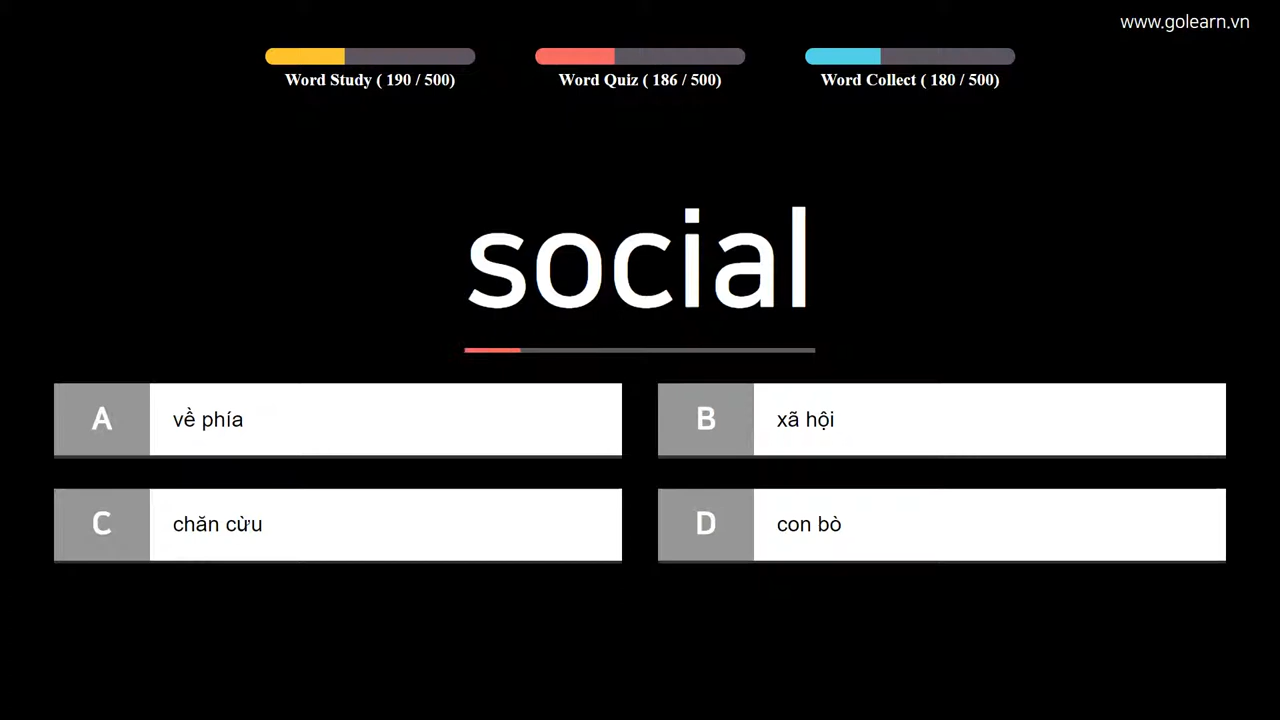 www.golearn.vn
Word Study ( 190 / 500)
Word Quiz ( 186 / 500)
Word Collect ( 180 / 500)
social
A
về phía
B
xã hội
C
chăn cừu
D
con bò